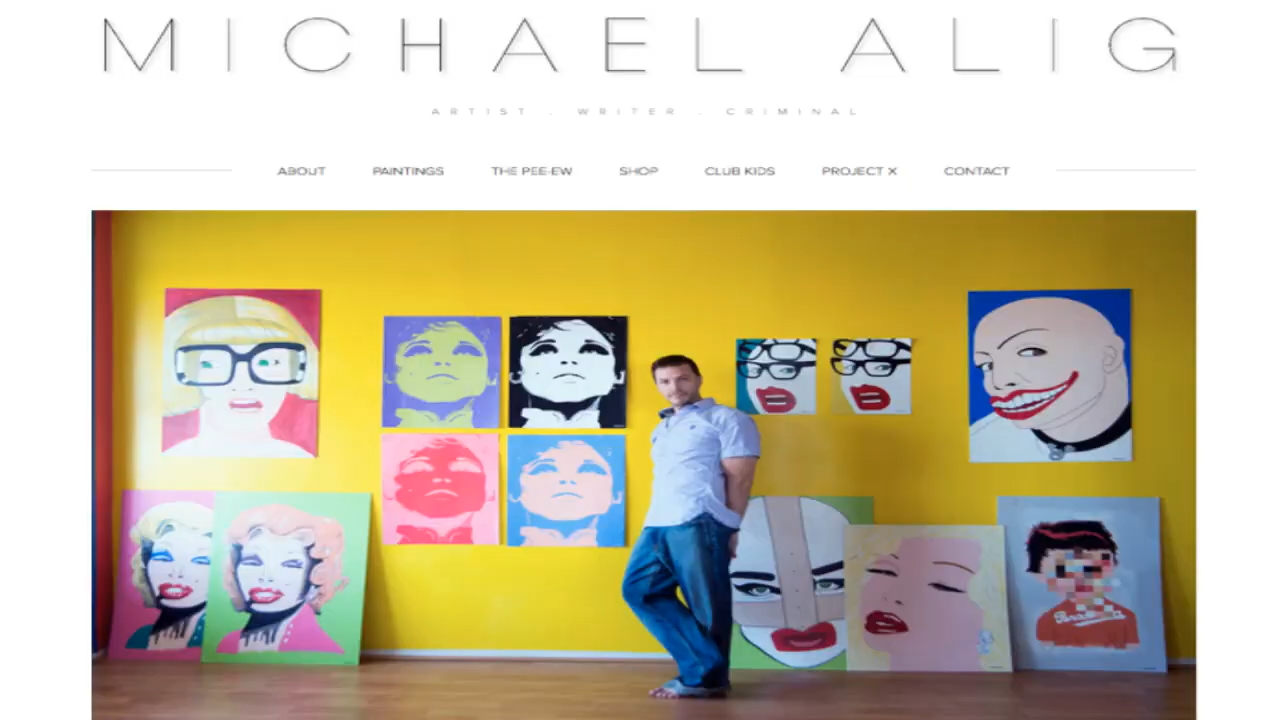 MICHAEL ALIG
ARTIST . WRITER . CRIMINAL
ABOUT PAINTINGS THE PEE-EW SHOP CLUB KIDS PROJECT X CONTACT